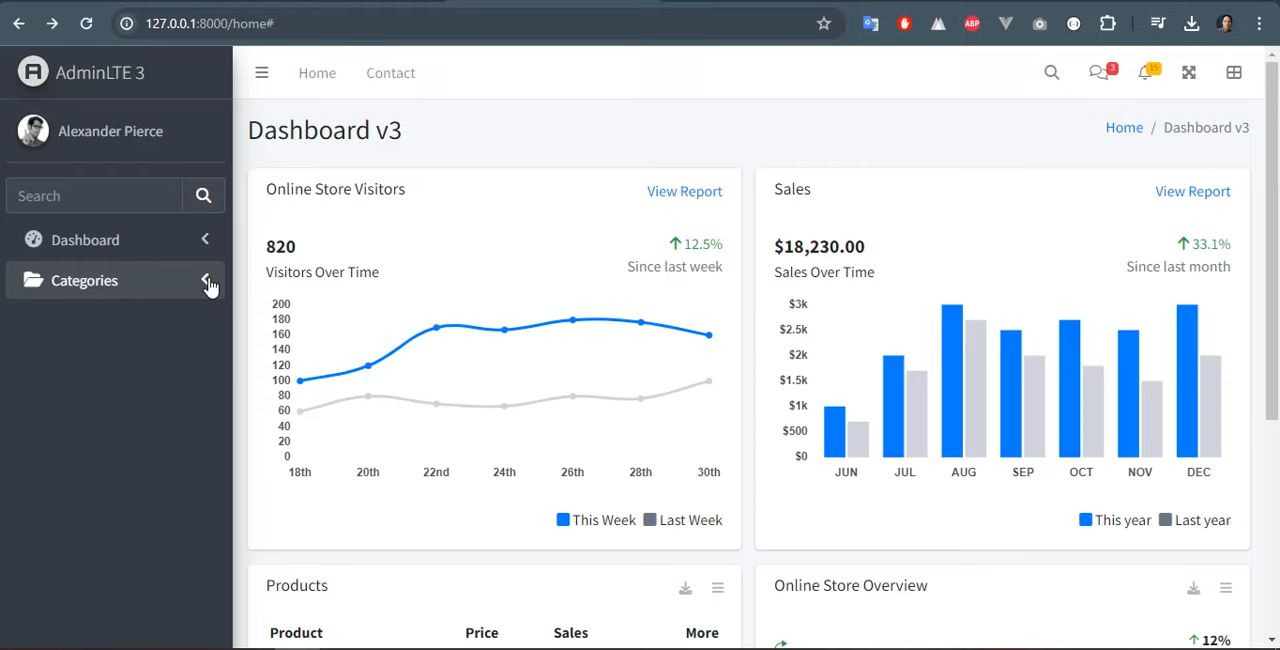 127.0.0.1:8000/home#
ABP
AdminLTE 3
Home Contact
3
15
Alexander Pierce
Search
Dashboard
Categories
Dashboard v3
Home / Dashboard v3
Online Store Visitors
View Report
820
12.5%
Visitors Over Time
Since last week
200
180
160
140
120
100
80
60
40
20
0
18th 20th 22nd 24th 26th 28th 30th
This Week Last Week
Sales
View Report
$18,230.00
33.1%
Sales Over Time
Since last month
$3k
$2.5k
$2k
$1.5k
$1k
$500
$0
JUN JUL AUG SEP OCT NOV DEC
This year Last year
Products
Product Price Sales More
Online Store Overview
12%